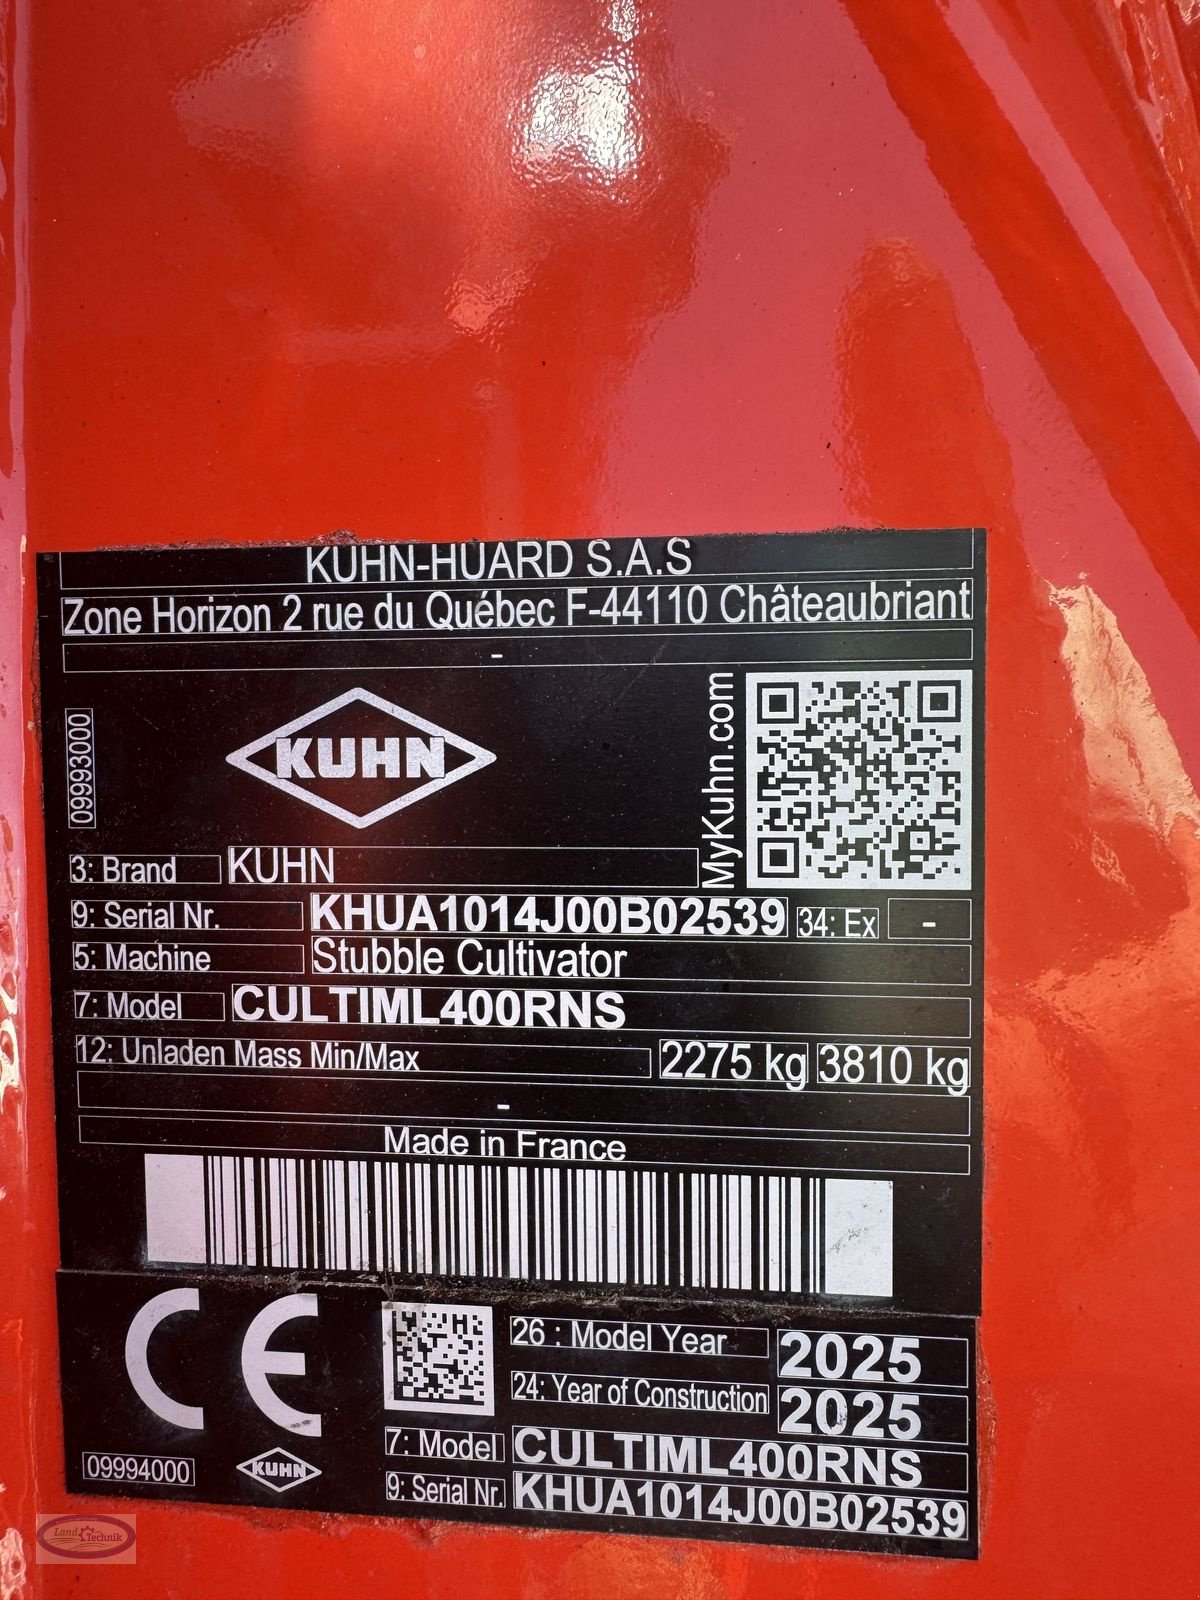 KUHN-HUARD S.A.S
Zone Horizon 2 rue du Québec F-44110 Châteaubriant
-
09993000
KUHN
MyKuhn.com
3: Brand KUHN
9: Serial Nr. KHUA1014J00B02539 34: Ex -
5: Machine Stubble Cultivator
7: Model CULTIML400RNS
12: Unladen Mass Min/Max 2275 kg 3810 kg
-
Made in France
CE
26 : Model Year 2025
24: Year of Construction 2025
7: Model CULTIML400RNS
9: Serial Nr. KHUA1014J00B02539
09994000
KUHN
Land Technik